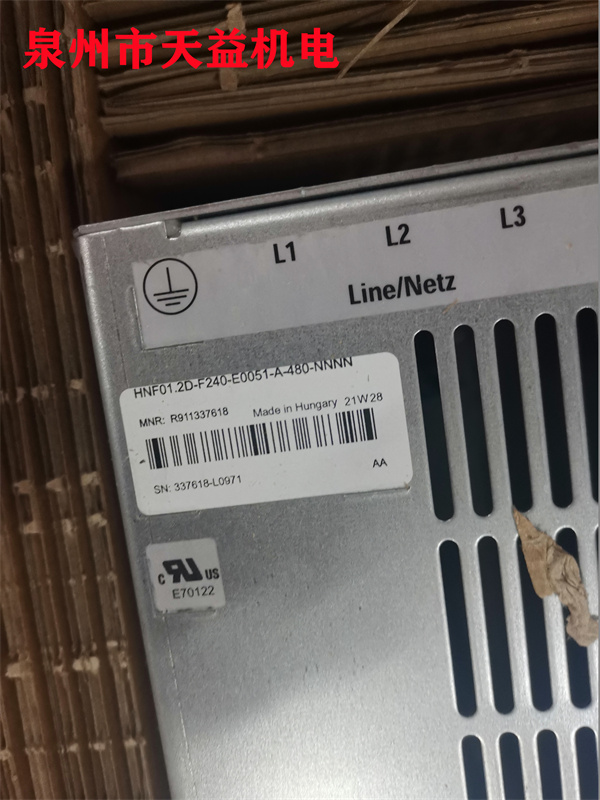 泉州市天益机电
L1 L2 L3
Line/Netz
HNF01.2D-F240-E0051-A-480-NNNN
MNR: R911337618 Made in Hungary 21W28
SN: 337618-L0971 AA
c RU US
E70122